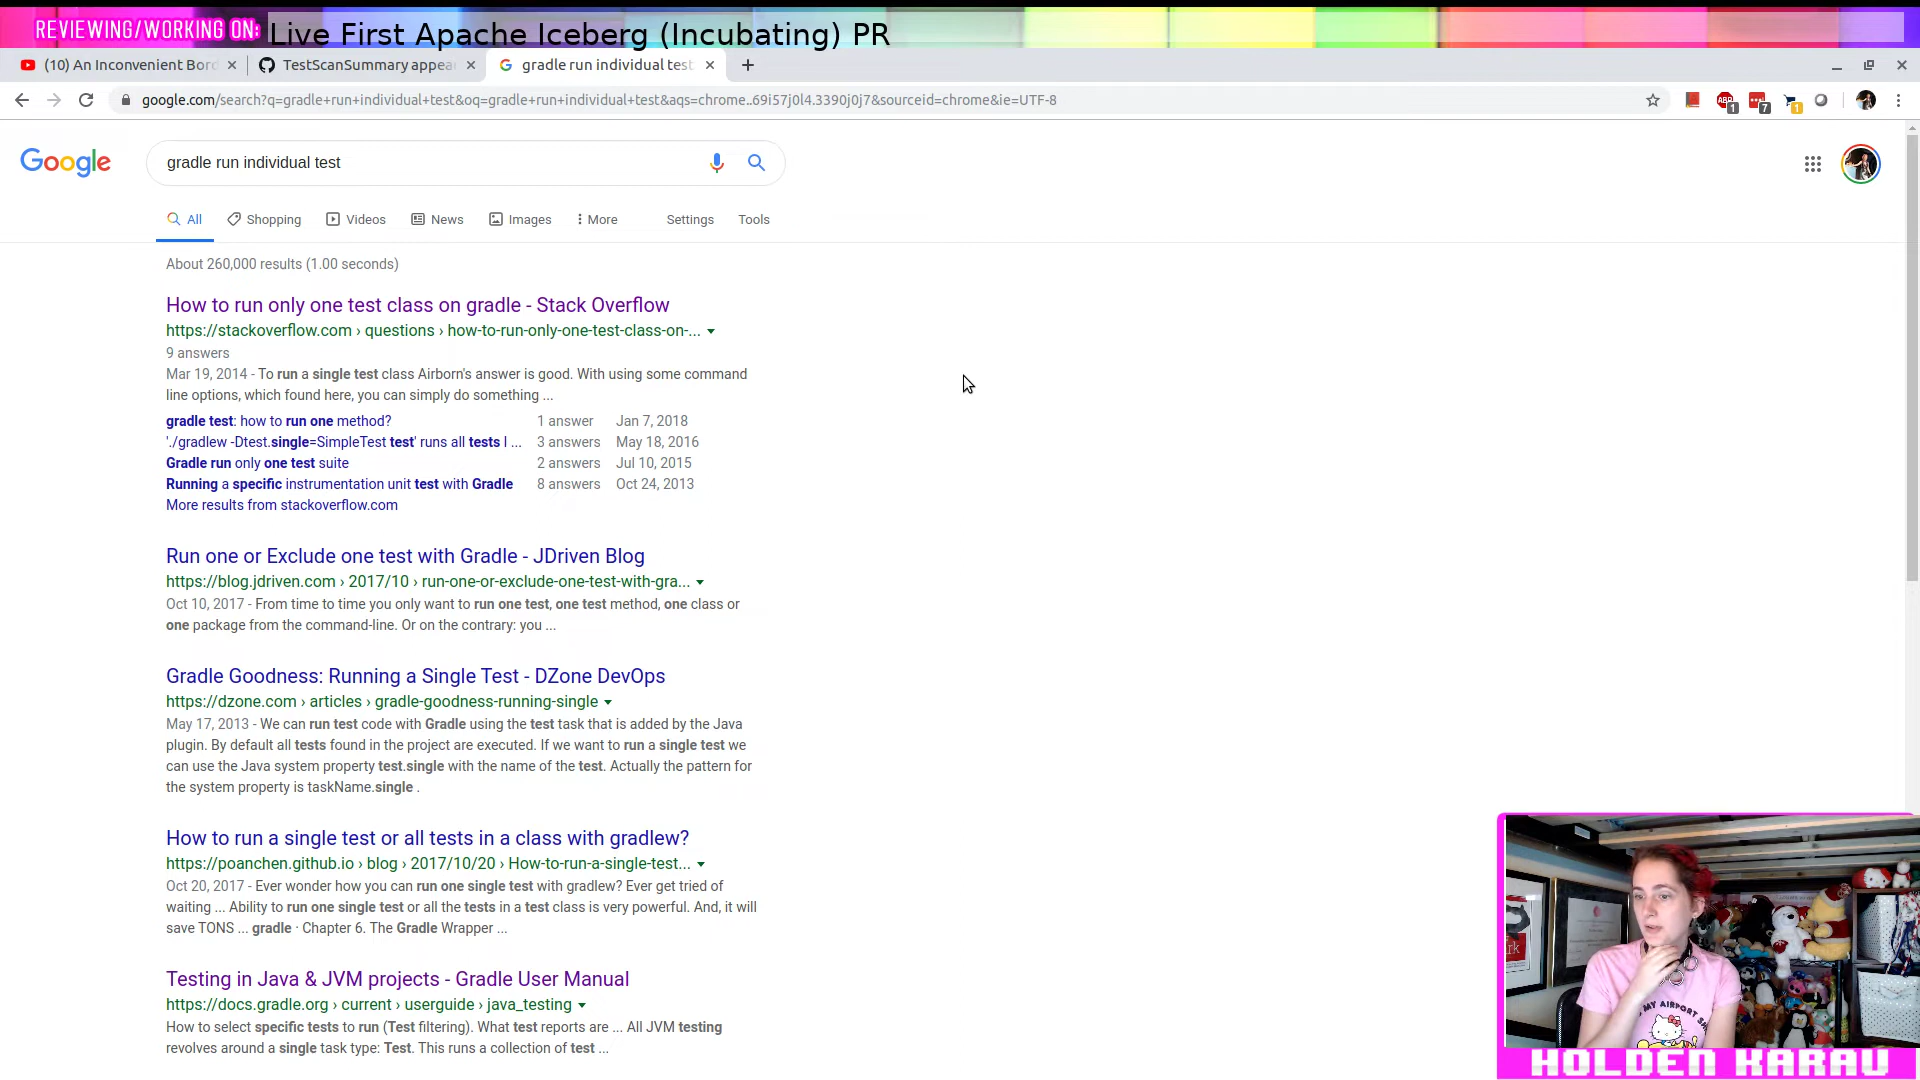 REVIEWING/WORKING ON: Live First Apache Iceberg (Incubating) PR
(10) An Inconvenient Bord
TestScanSummary appea
gradle run individual test
google.com/search?q=gradle+run+individual+test&oq=gradle+run+individual+test&aqs=chrome..69i57j0l4.3390j0j7&sourceid=chrome&ie=UTF-8
ABP
1
7
1
Google
gradle run individual test
All
Shopping
Videos
News
Images
More
Settings
Tools
About 260,000 results (1.00 seconds)
How to run only one test class on gradle - Stack Overflow
https://stackoverflow.com › questions › how-to-run-only-one-test-class-on-...
9 answers
Mar 19, 2014 - To run a single test class Airborn's answer is good. With using some command
line options, which found here, you can simply do something ...
gradle test: how to run one method? 1 answer Jan 7, 2018
'./gradlew -Dtest.single=SimpleTest test' runs all tests I ... 3 answers May 18, 2016
Gradle run only one test suite 2 answers Jul 10, 2015
Running a specific instrumentation unit test with Gradle 8 answers Oct 24, 2013
More results from stackoverflow.com
Run one or Exclude one test with Gradle - JDriven Blog
https://blog.jdriven.com › 2017/10 › run-one-or-exclude-one-test-with-gra...
Oct 10, 2017 - From time to time you only want to run one test, one test method, one class or
one package from the command-line. Or on the contrary: you ...
Gradle Goodness: Running a Single Test - DZone DevOps
https://dzone.com › articles › gradle-goodness-running-single
May 17, 2013 - We can run test code with Gradle using the test task that is added by the Java
plugin. By default all tests found in the project are executed. If we want to run a single test we
can use the Java system property test.single with the name of the test. Actually the pattern for
the system property is taskName.single .
How to run a single test or all tests in a class with gradlew?
https://poanchen.github.io › blog › 2017/10/20 › How-to-run-a-single-test...
Oct 20, 2017 - Ever wonder how you can run one single test with gradlew? Ever get tried of
waiting ... Ability to run one single test or all the tests in a test class is very powerful. And, it will
save TONS ... gradle · Chapter 6. The Gradle Wrapper ...
Testing in Java & JVM projects - Gradle User Manual
https://docs.gradle.org › current › userguide › java_testing
How to select specific tests to run (Test filtering). What test reports are ... All JVM testing
revolves around a single task type: Test. This runs a collection of test ...
MY AIRPORT
HOLDEN KARAU